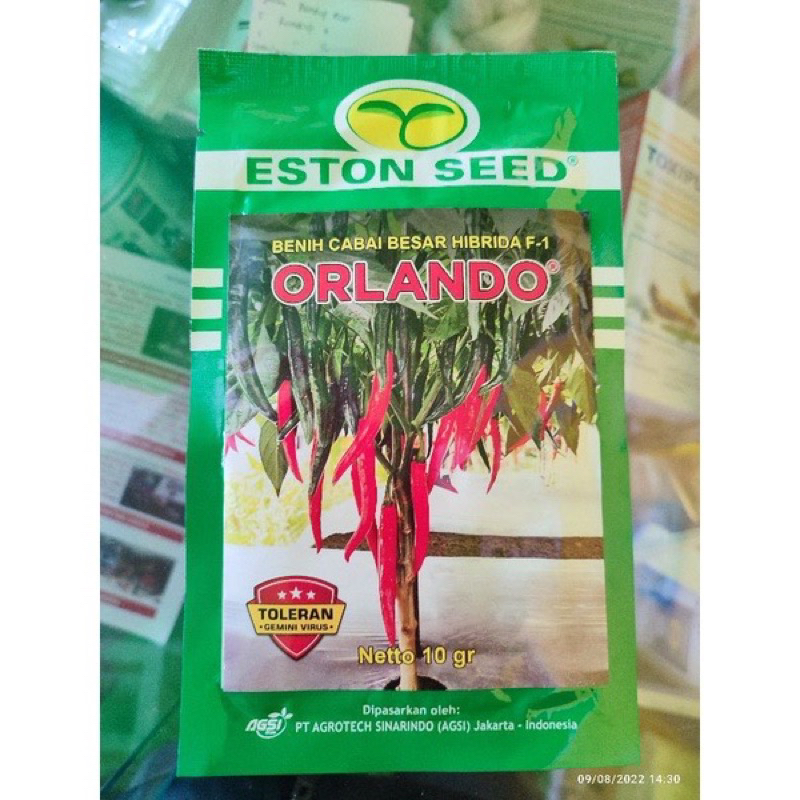 ESTON SEED®
BENIH CABAI BESAR HIBRIDA F-1
ORLANDO®
TOLERAN
GEMINI VIRUS
Netto 10 gr
Dipasarkan oleh:
AGSI PT AGROTECH SINARINDO (AGSI) Jakarta - Indonesia
09/08/2022 14:30